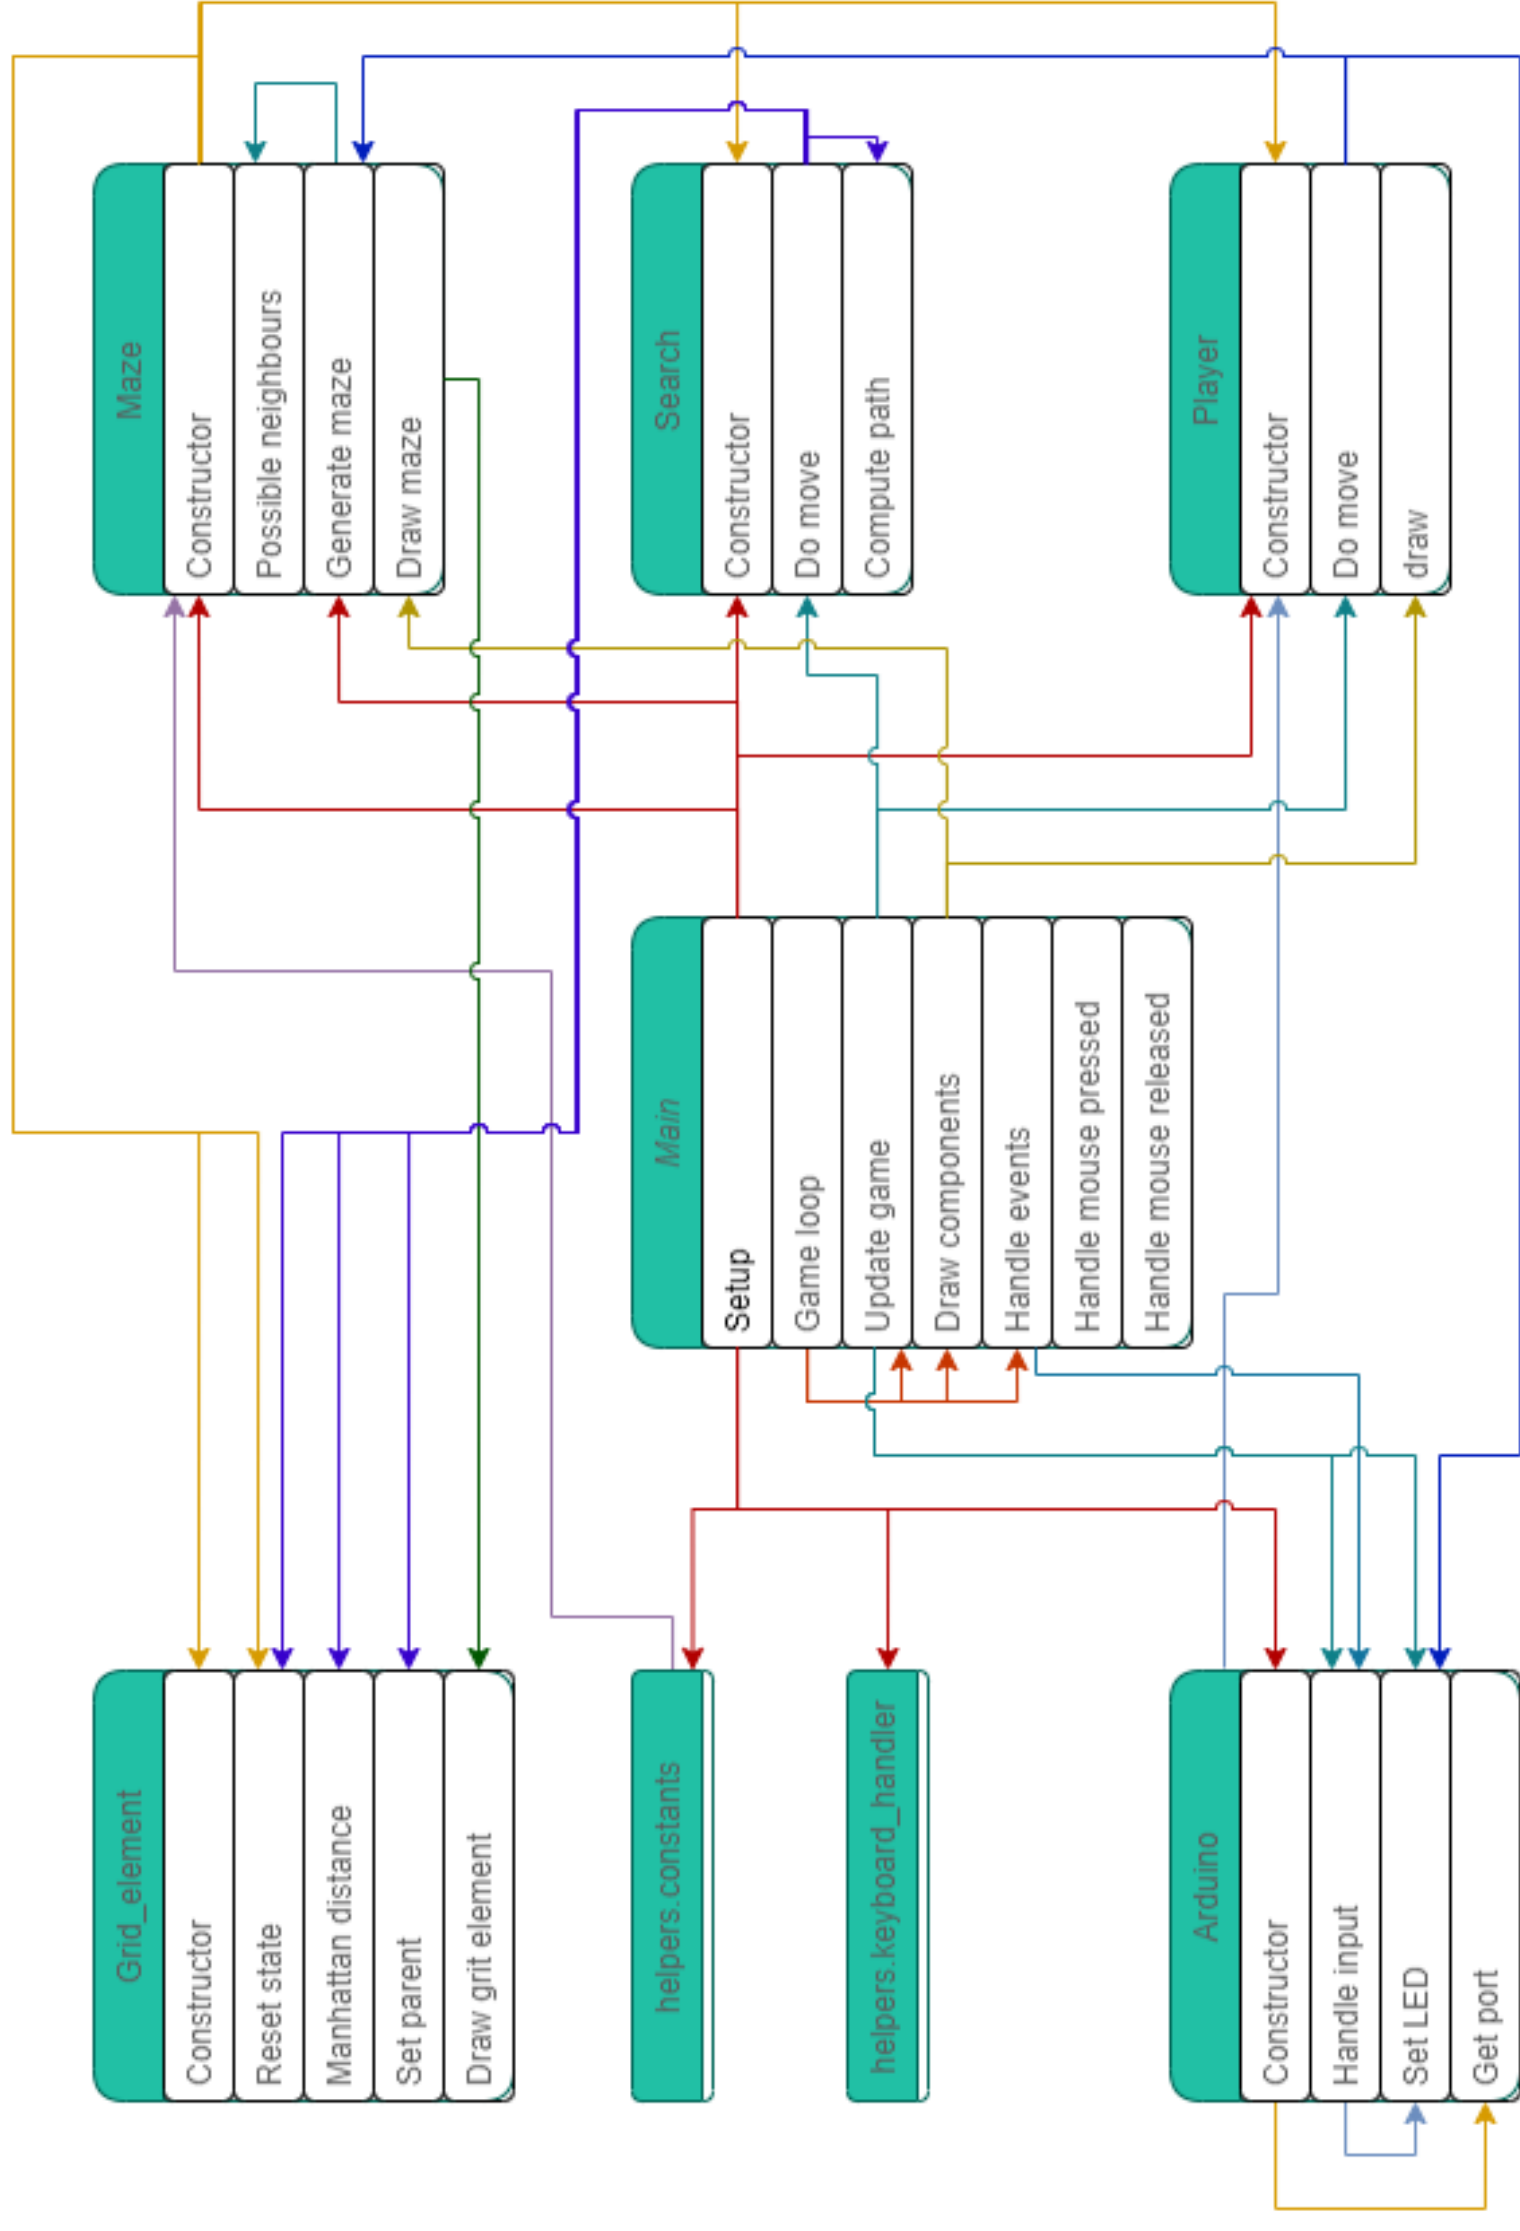 Maze
Constructor
Possible neighbours
Generate maze
Draw maze
Search
Constructor
Do move
Compute path
Player
Constructor
Do move
draw
Main
Setup
Game loop
Update game
Draw components
Handle events
Handle mouse pressed
Handle mouse released
Grid_element
Constructor
Reset state
Manhattan distance
Set parent
Draw grit element
helpers.constants
helpers.keyboard_handler
Arduino
Constructor
Handle input
Set LED
Get port